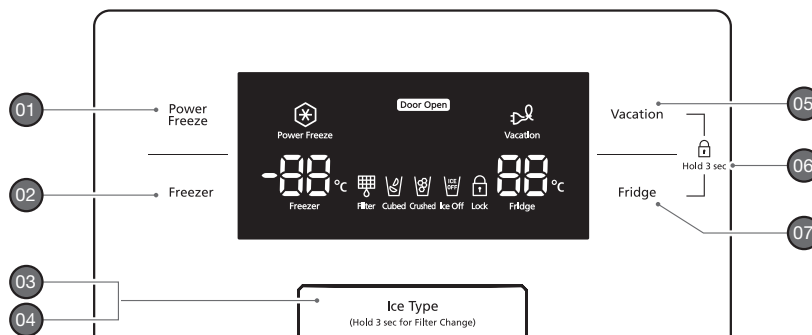 01
Power
Freeze
Power Freeze
Door Open
Vacation
Vacation
05
02
Freezer
-88 °C
Freezer
Filter
Cubed
Crushed
ICE
OFF
Ice Off
Lock
88 °C
Fridge
Fridge
Hold 3 sec
06
07
03
04
Ice Type
(Hold 3 sec for Filter Change)